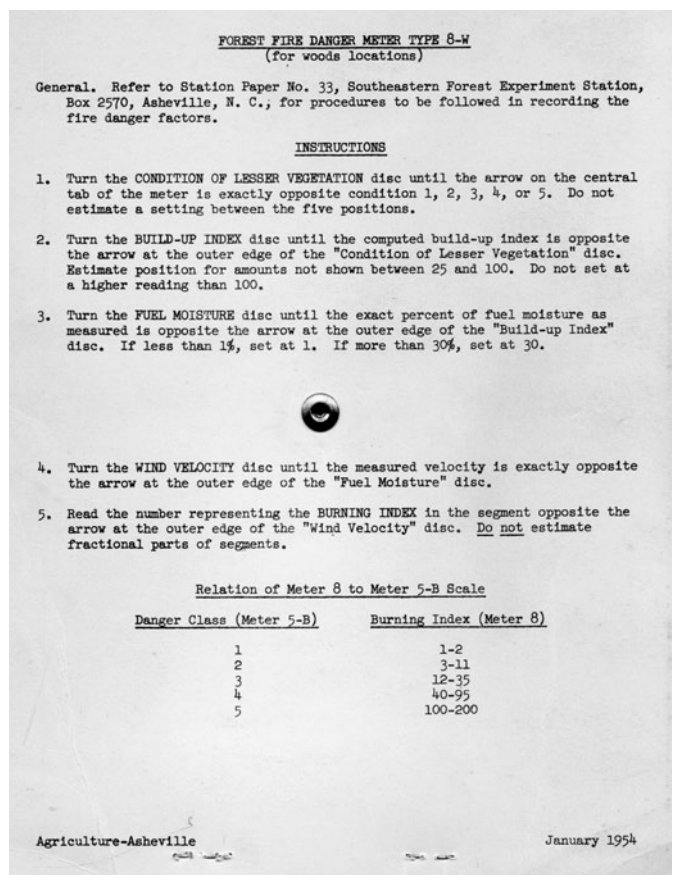 FOREST FIRE DANGER METER TYPE 8-W
(for woods locations)
General. Refer to Station Paper No. 33, Southeastern Forest Experiment Station,
Box 2570, Asheville, N. C., for procedures to be followed in recording the
fire danger factors.
INSTRUCTIONS
1. Turn the CONDITION OF LESSER VEGETATION disc until the arrow on the central
tab of the meter is exactly opposite condition 1, 2, 3, 4, or 5. Do not
estimate a setting between the five positions.
2. Turn the BUILD-UP INDEX disc until the computed build-up index is opposite
the arrow at the outer edge of the "Condition of Lesser Vegetation" disc.
Estimate position for amounts not shown between 25 and 100. Do not set at
a higher reading than 100.
3. Turn the FUEL MOISTURE disc until the exact percent of fuel moisture as
measured is opposite the arrow at the outer edge of the "Build-up Index"
disc. If less than 1%, set at 1. If more than 30%, set at 30.
4. Turn the WIND VELOCITY disc until the measured velocity is exactly opposite
the arrow at the outer edge of the "Fuel Moisture" disc.
5. Read the number representing the BURNING INDEX in the segment opposite the
arrow at the outer edge of the "Wind Velocity" disc. Do not estimate
fractional parts of segments.
Relation of Meter 8 to Meter 5-B Scale
Danger Class (Meter 5-B) Burning Index (Meter 8)
1 1-2
2 3-11
3 12-35
4 40-95
5 100-200
Agriculture-Asheville January 1954